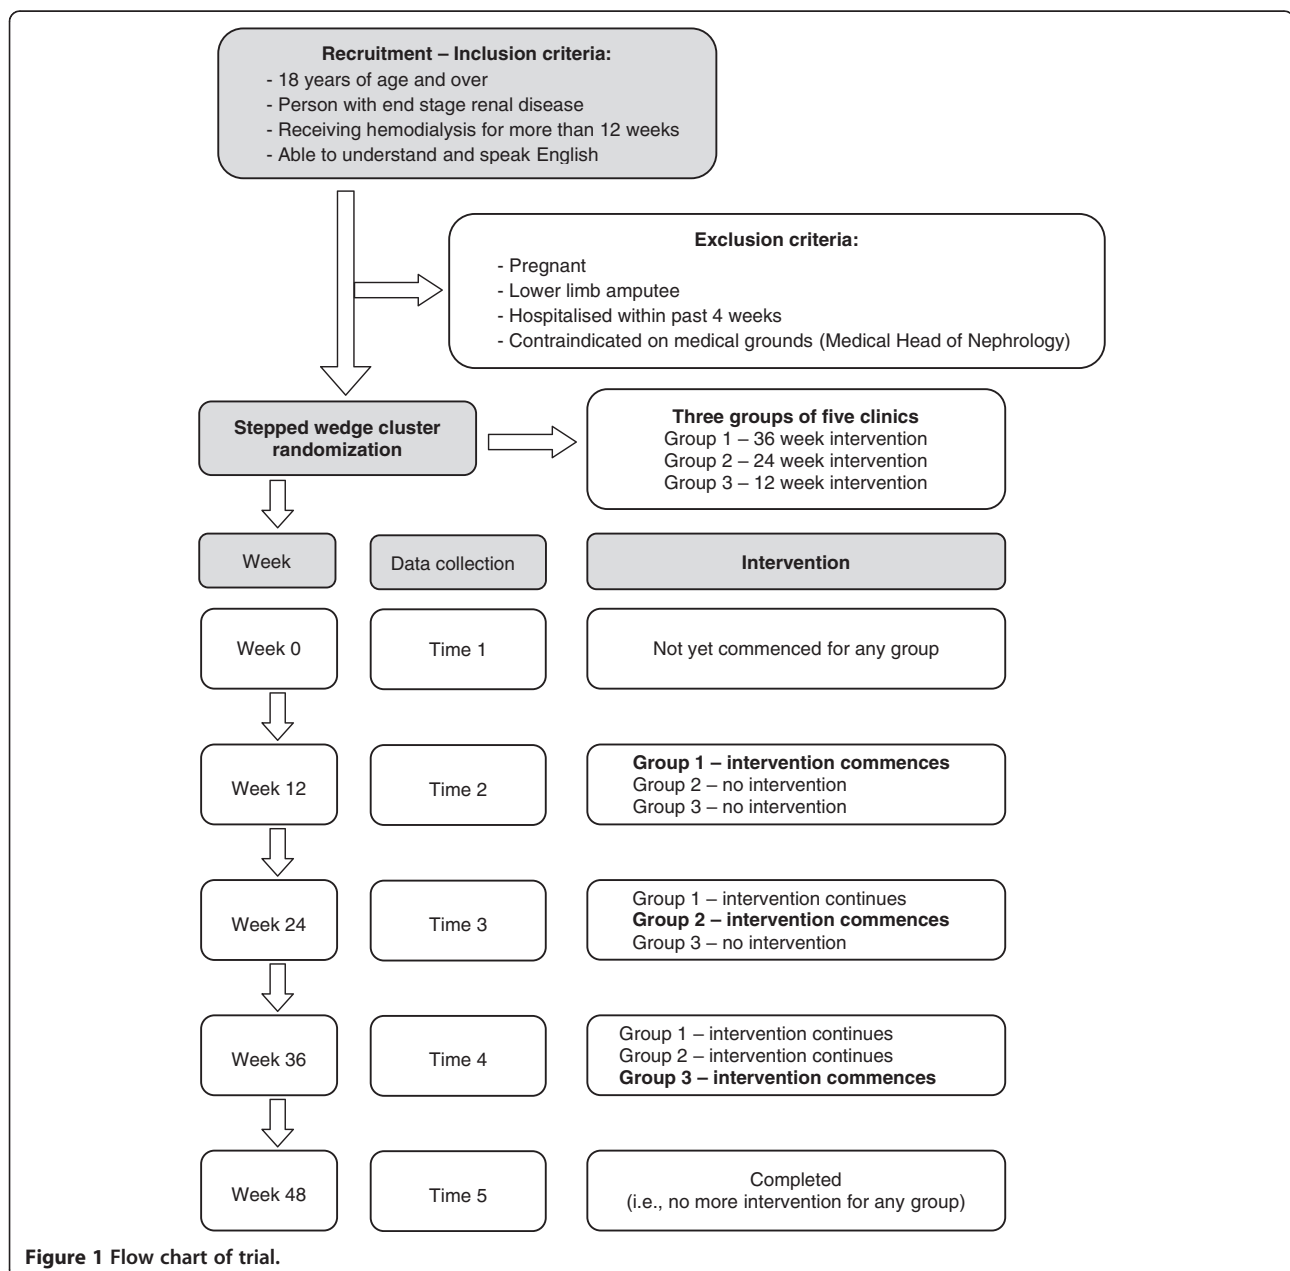 Recruitment – Inclusion criteria:
- 18 years of age and over
- Person with end stage renal disease
- Receiving hemodialysis for more than 12 weeks
- Able to understand and speak English
Exclusion criteria:
- Pregnant
- Lower limb amputee
- Hospitalised within past 4 weeks
- Contraindicated on medical grounds (Medical Head of Nephrology)
Stepped wedge cluster
randomization
Three groups of five clinics
Group 1 – 36 week intervention
Group 2 – 24 week intervention
Group 3 – 12 week intervention
Week
Data collection
Intervention
Week 0
Time 1
Not yet commenced for any group
Week 12
Time 2
Group 1 – intervention commences
Group 2 – no intervention
Group 3 – no intervention
Week 24
Time 3
Group 1 – intervention continues
Group 2 – intervention commences
Group 3 – no intervention
Week 36
Time 4
Group 1 – intervention continues
Group 2 – intervention continues
Group 3 – intervention commences
Week 48
Time 5
Completed
(i.e., no more intervention for any group)
Figure 1 Flow chart of trial.